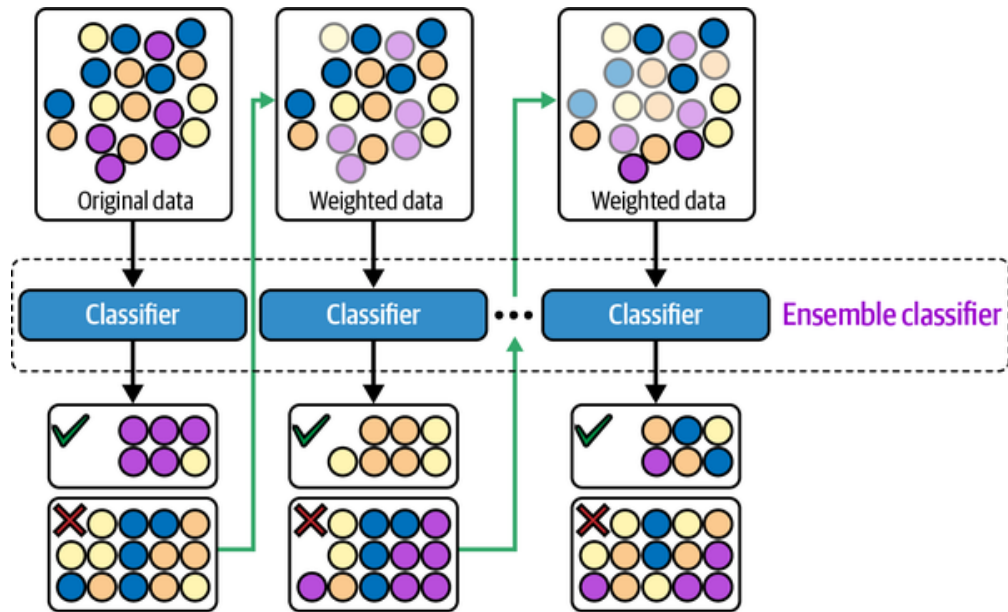 Original data
Weighted data
Weighted data
Classifier
Classifier
Classifier
Ensemble classifier